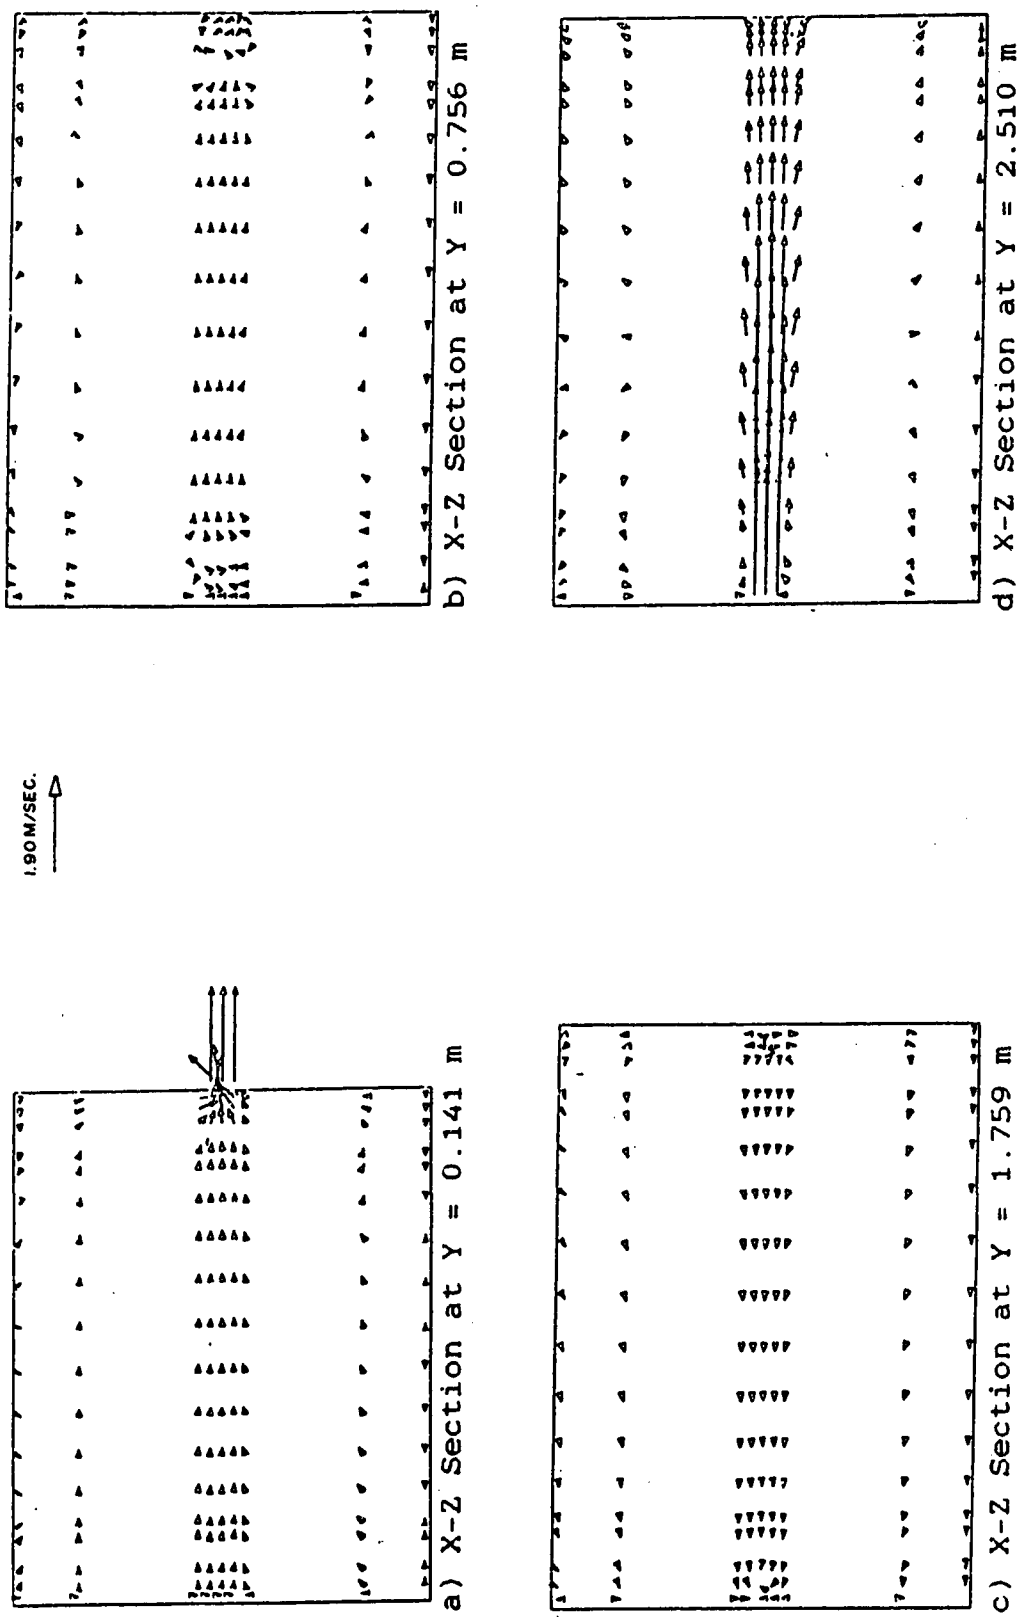 1.90 M/SEC.
a) X-Z Section at Y = 0.141 m
b) X-Z Section at Y = 0.756 m
c) X-Z Section at Y = 1.759 m
d) X-Z Section at Y = 2.510 m